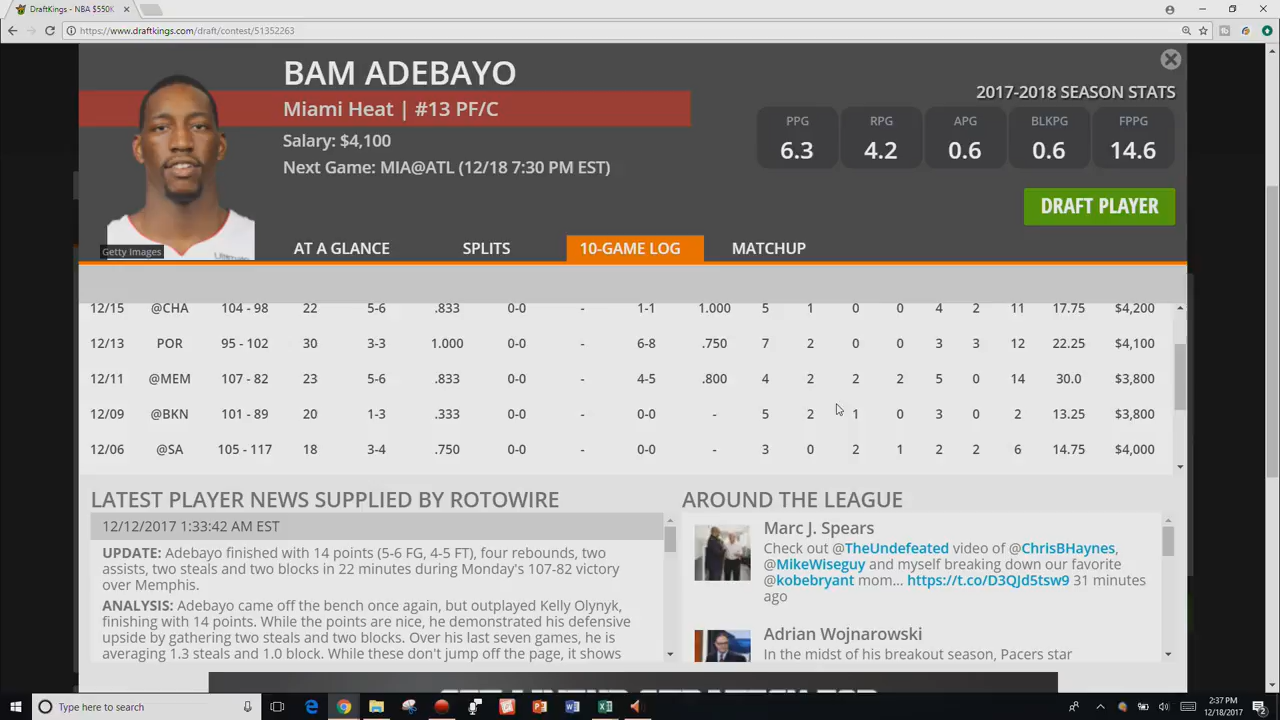 DraftKings - NBA $550K
https://www.draftkings.com/draft/contest/51352263
BAM ADEBAYO
Miami Heat | #13 PF/C
Salary: $4,100
Next Game: MIA@ATL (12/18 7:30 PM EST)
2017-2018 SEASON STATS
PPG RPG APG BLKPG FPPG
6.3 4.2 0.6 0.6 14.6
DRAFT PLAYER
Getty Images
AT A GLANCE SPLITS 10-GAME LOG MATCHUP
12/15 @CHA 104 - 98 22 5-6 .833 0-0 - 1-1 1.000 5 1 0 0 4 2 11 17.75 $4,200
12/13 POR 95 - 102 30 3-3 1.000 0-0 - 6-8 .750 7 2 0 0 3 3 12 22.25 $4,100
12/11 @MEM 107 - 82 23 5-6 .833 0-0 - 4-5 .800 4 2 2 2 5 0 14 30.0 $3,800
12/09 @BKN 101 - 89 20 1-3 .333 0-0 - 0-0 - 5 2 1 0 3 0 2 13.25 $3,800
12/06 @SA 105 - 117 18 3-4 .750 0-0 - 0-0 - 3 0 2 1 2 2 6 14.75 $4,000
LATEST PLAYER NEWS SUPPLIED BY ROTOWIRE
12/12/2017 1:33:42 AM EST
UPDATE: Adebayo finished with 14 points (5-6 FG, 4-5 FT), four rebounds, two
assists, two steals and two blocks in 22 minutes during Monday's 107-82 victory
over Memphis.
ANALYSIS: Adebayo came off the bench once again, but outplayed Kelly Olynyk,
finishing with 14 points. While the points are nice, he demonstrated his defensive
upside by gathering two steals and two blocks. Over his last seven games, he is
averaging 1.3 steals and 1.0 block. While these don't jump off the page, it shows
AROUND THE LEAGUE
Marc J. Spears
Check out @TheUndefeated video of @ChrisBHaynes,
@MikeWiseguy and myself breaking down our favorite
@kobebryant mom... https://t.co/D3QJd5tsw9 31 minutes
ago
Adrian Wojnarowski
In the midst of his breakout season, Pacers star
Type here to search
2:37 PM
12/18/2017